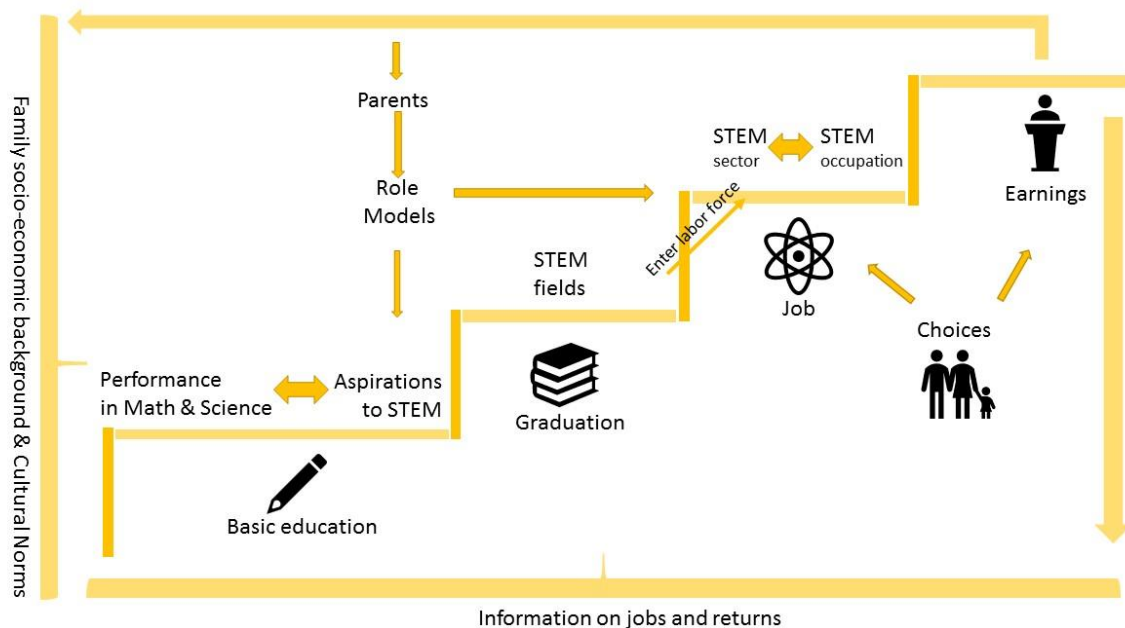 Family socio-economic background & Cultural Norms
Parents
Role
Models
Performance
in Math & Science
Aspirations
to STEM
Basic education
STEM
fields
Graduation
Enter labor force
STEM
sector
STEM
occupation
Job
Choices
Earnings
Information on jobs and returns